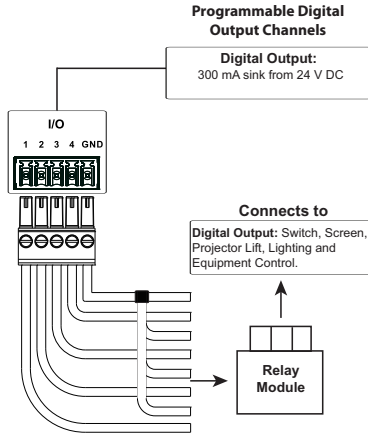 Programmable Digital
Output Channels
Digital Output:
300 mA sink from 24 V DC
I/O
1 2 3 4 GND
Connects to
Digital Output: Switch, Screen,
Projector Lift, Lighting and
Equipment Control.
Relay
Module